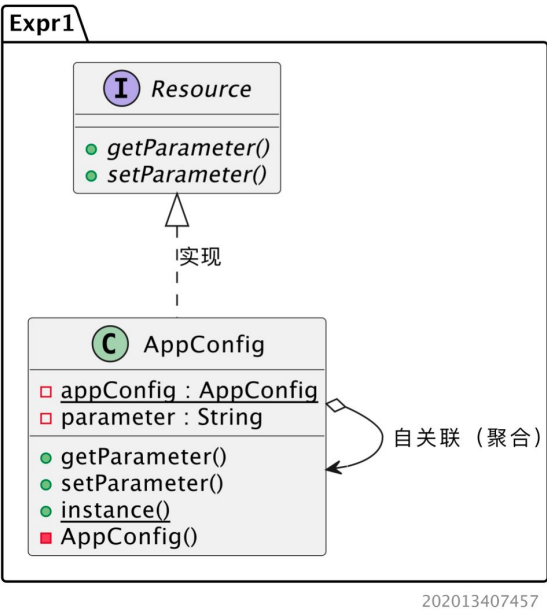 Expr1
I Resource
getParameter()
setParameter()
实现
C AppConfig
appConfig : AppConfig
parameter : String
自关联（聚合）
getParameter()
setParameter()
instance()
AppConfig()
202013407457